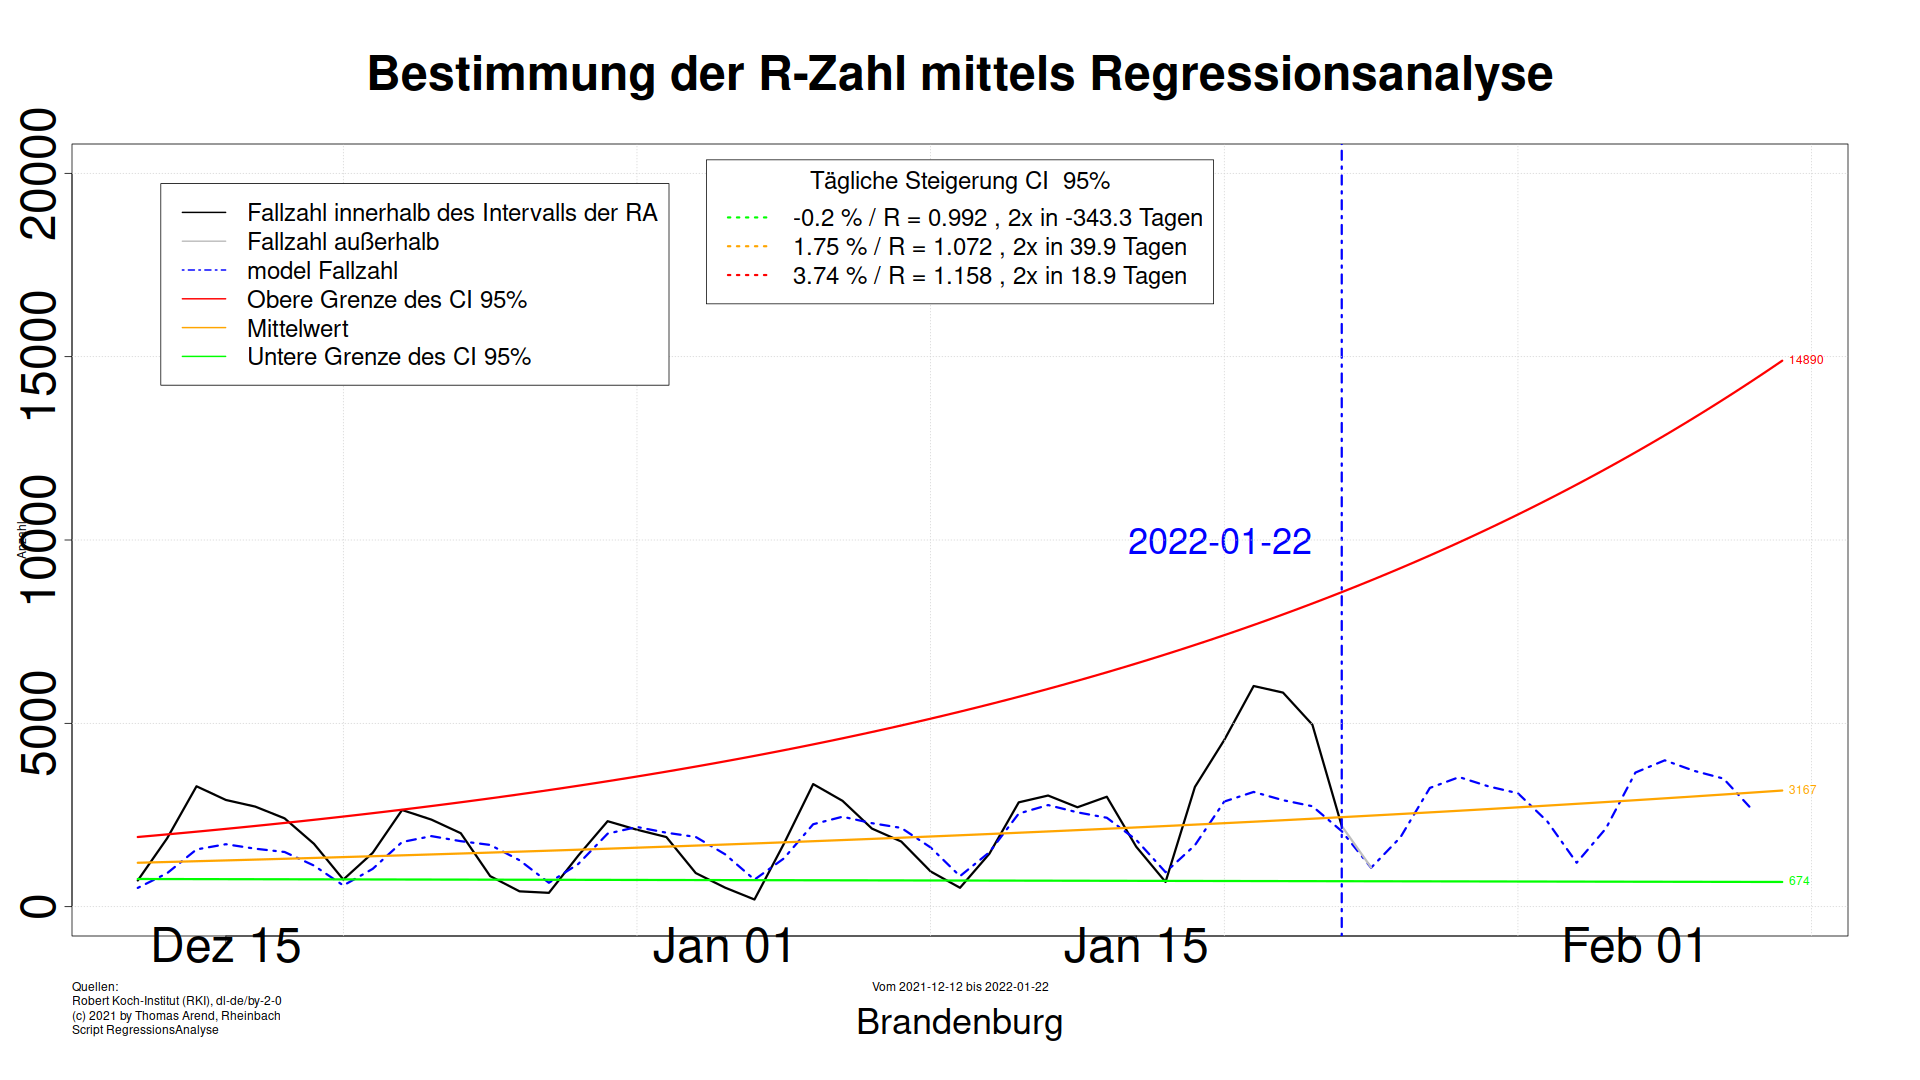 Bestimmung der R-Zahl mittels Regressionsanalyse
Anzahl
20000
15000
10000
5000
0
Fallzahl innerhalb des Intervalls der RA
Fallzahl außerhalb
model Fallzahl
Obere Grenze des CI 95%
Mittelwert
Untere Grenze des CI 95%
Tägliche Steigerung CI  95%
-0.2 % / R = 0.992 , 2x in -343.3 Tagen
1.75 % / R = 1.072 , 2x in 39.9 Tagen
3.74 % / R = 1.158 , 2x in 18.9 Tagen
14890
2022-01-22
3167
674
Dez 15
Jan 01
Jan 15
Feb 01
Quellen:
Robert Koch-Institut (RKI), dl-de/by-2-0
(c) 2021 by Thomas Arend, Rheinbach
Script RegressionsAnalyse
Vom 2021-12-12 bis 2022-01-22
Brandenburg